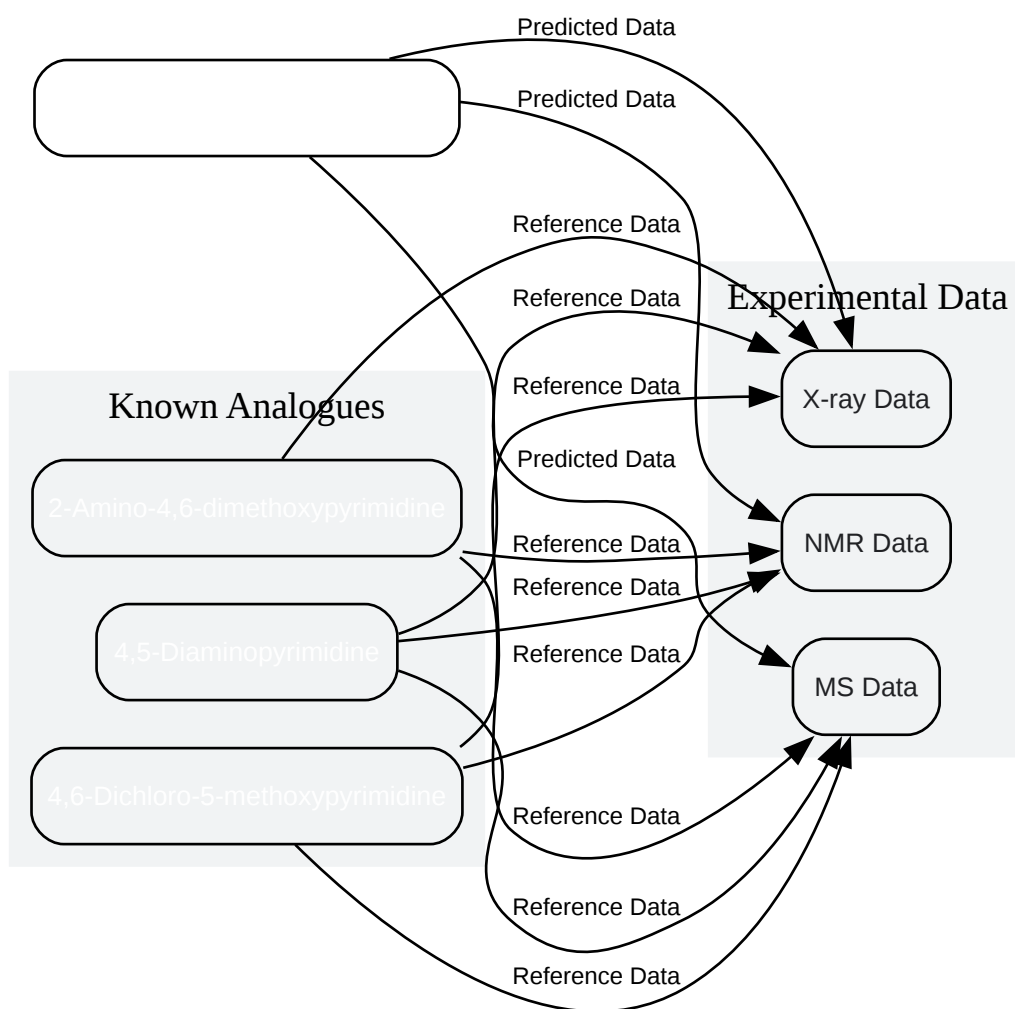 Predicted Data
Predicted Data
Reference Data
Experimental Data
Reference Data
Reference Data
X-ray Data
Known Analogues
Predicted Data
2-Amino-4,6-dimethoxypyrimidine
Reference Data
NMR Data
Reference Data
4,5-Diaminopyrimidine
Reference Data
MS Data
4,6-Dichloro-5-methoxypyrimidine
Reference Data
Reference Data
Reference Data